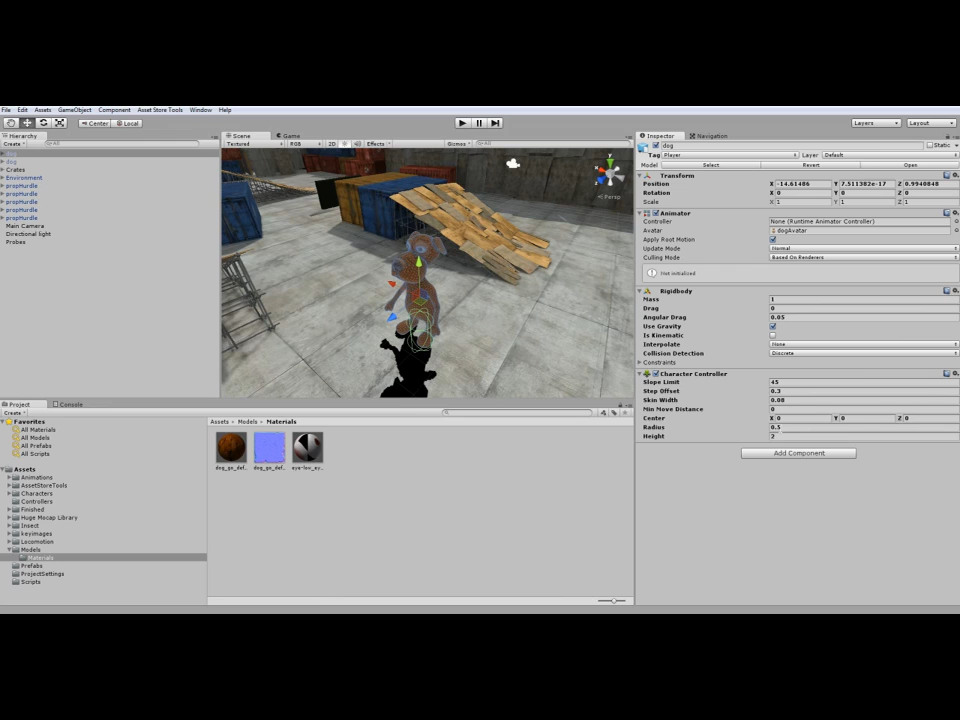 File Edit Assets GameObject Component Asset Store Tools Window Help
Center Local Layers Layout
Hierarchy
Create All
dog
Crates
Environment
propHurdle
propHurdle
propHurdle
propHurdle
propHurdle
Main Camera
Directional light
Probes
Scene Game
Textured RGB 2D Effects Gizmos All
Persp
Project Console
Create
Favorites
All Materials
All Models
All Prefabs
All Scripts
Assets
Animations
AssetStoreTools
Characters
Controllers
Finished
Huge Mocap Library
Insect
keyimages
Locomotion
Models
Materials
Prefabs
ProjectSettings
Scripts
Assets Models Materials
dog_gn_def... dog_gn_def... eye-low_ey...
Inspector Navigation
dog Static
Tag Player Layer Default
Model Select Revert Open
Transform
Position X -14.61486 Y 7.511382e-17 Z 0.9940848
Rotation X 0 Y 0 Z 0
Scale X 1 Y 1 Z 1
Animator
Controller None (Runtime Animator Controller)
Avatar dogAvatar
Apply Root Motion
Update Mode Normal
Culling Mode Based On Renderers
Not initialized
Rigidbody
Mass 1
Drag 0
Angular Drag 0.05
Use Gravity
Is Kinematic
Interpolate None
Collision Detection Discrete
Constraints
Character Controller
Slope Limit 45
Step Offset 0.3
Skin Width 0.08
Min Move Distance 0
Center X 0 Y 0 Z 0
Radius 0.5
Height 2
Add Component